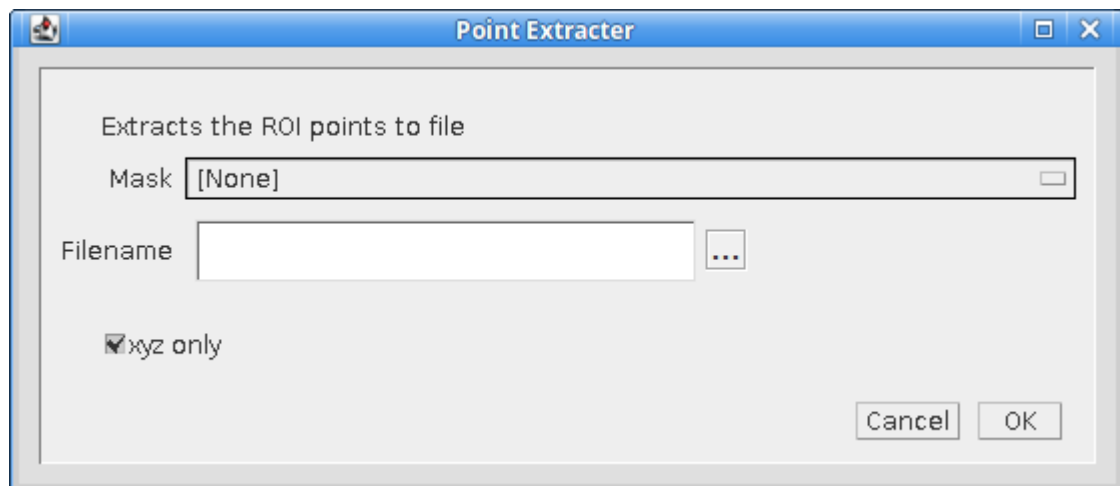 Point Extracter
Extracts the ROI points to file
Mask [None]
Filename ...
xyz only
Cancel OK